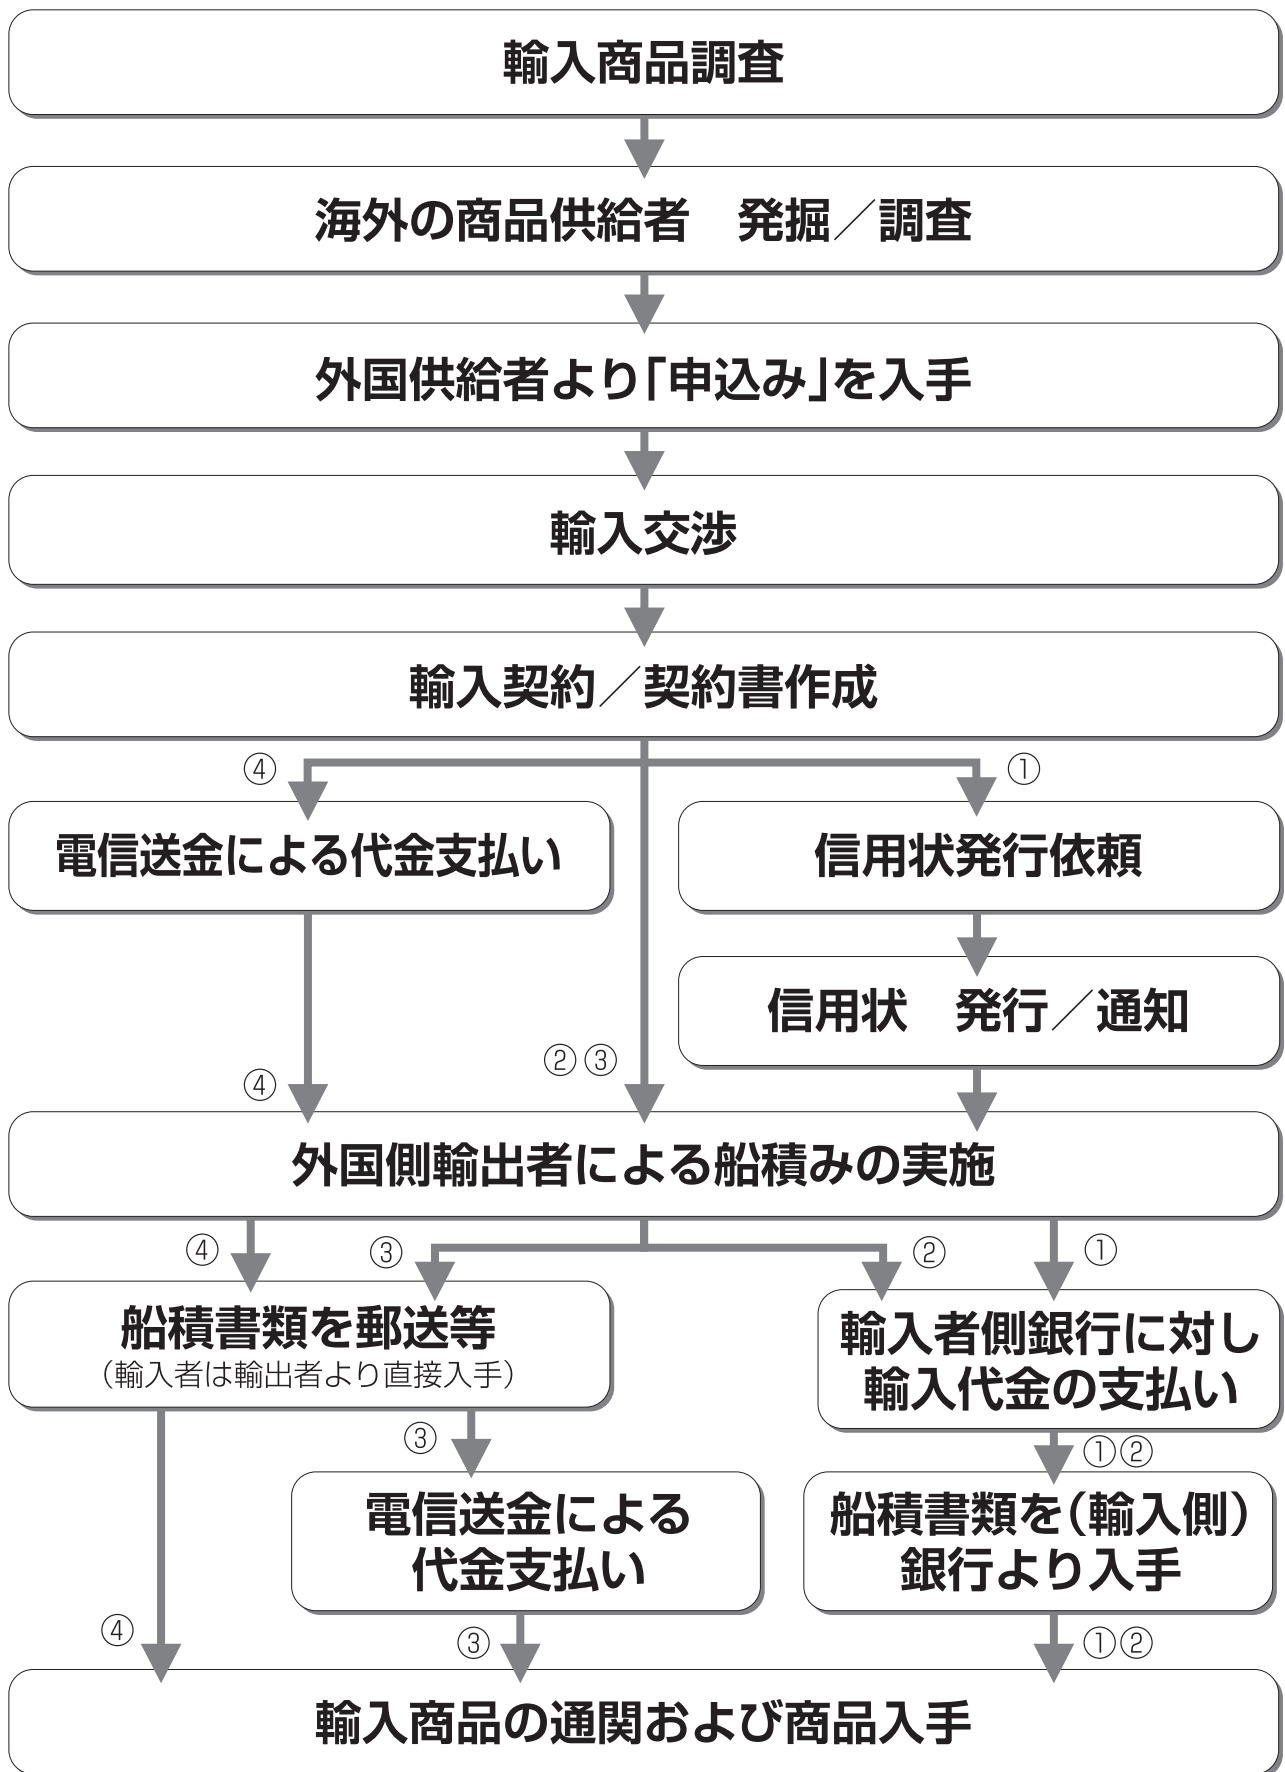 輸入商品調査
海外の商品供給者　発掘／調査
外国供給者より「申込み」を入手
輸入交渉
輸入契約／契約書作成
④
①
電信送金による代金支払い
信用状発行依頼
信用状　発行／通知
②③
④
外国側輸出者による船積みの実施
④
③
②
①
船積書類を郵送等
（輸入者は輸出者より直接入手）
輸入者側銀行に対し
輸入代金の支払い
③
①②
電信送金による
代金支払い
船積書類を（輸入側）
銀行より入手
④
③
①②
輸入商品の通関および商品入手